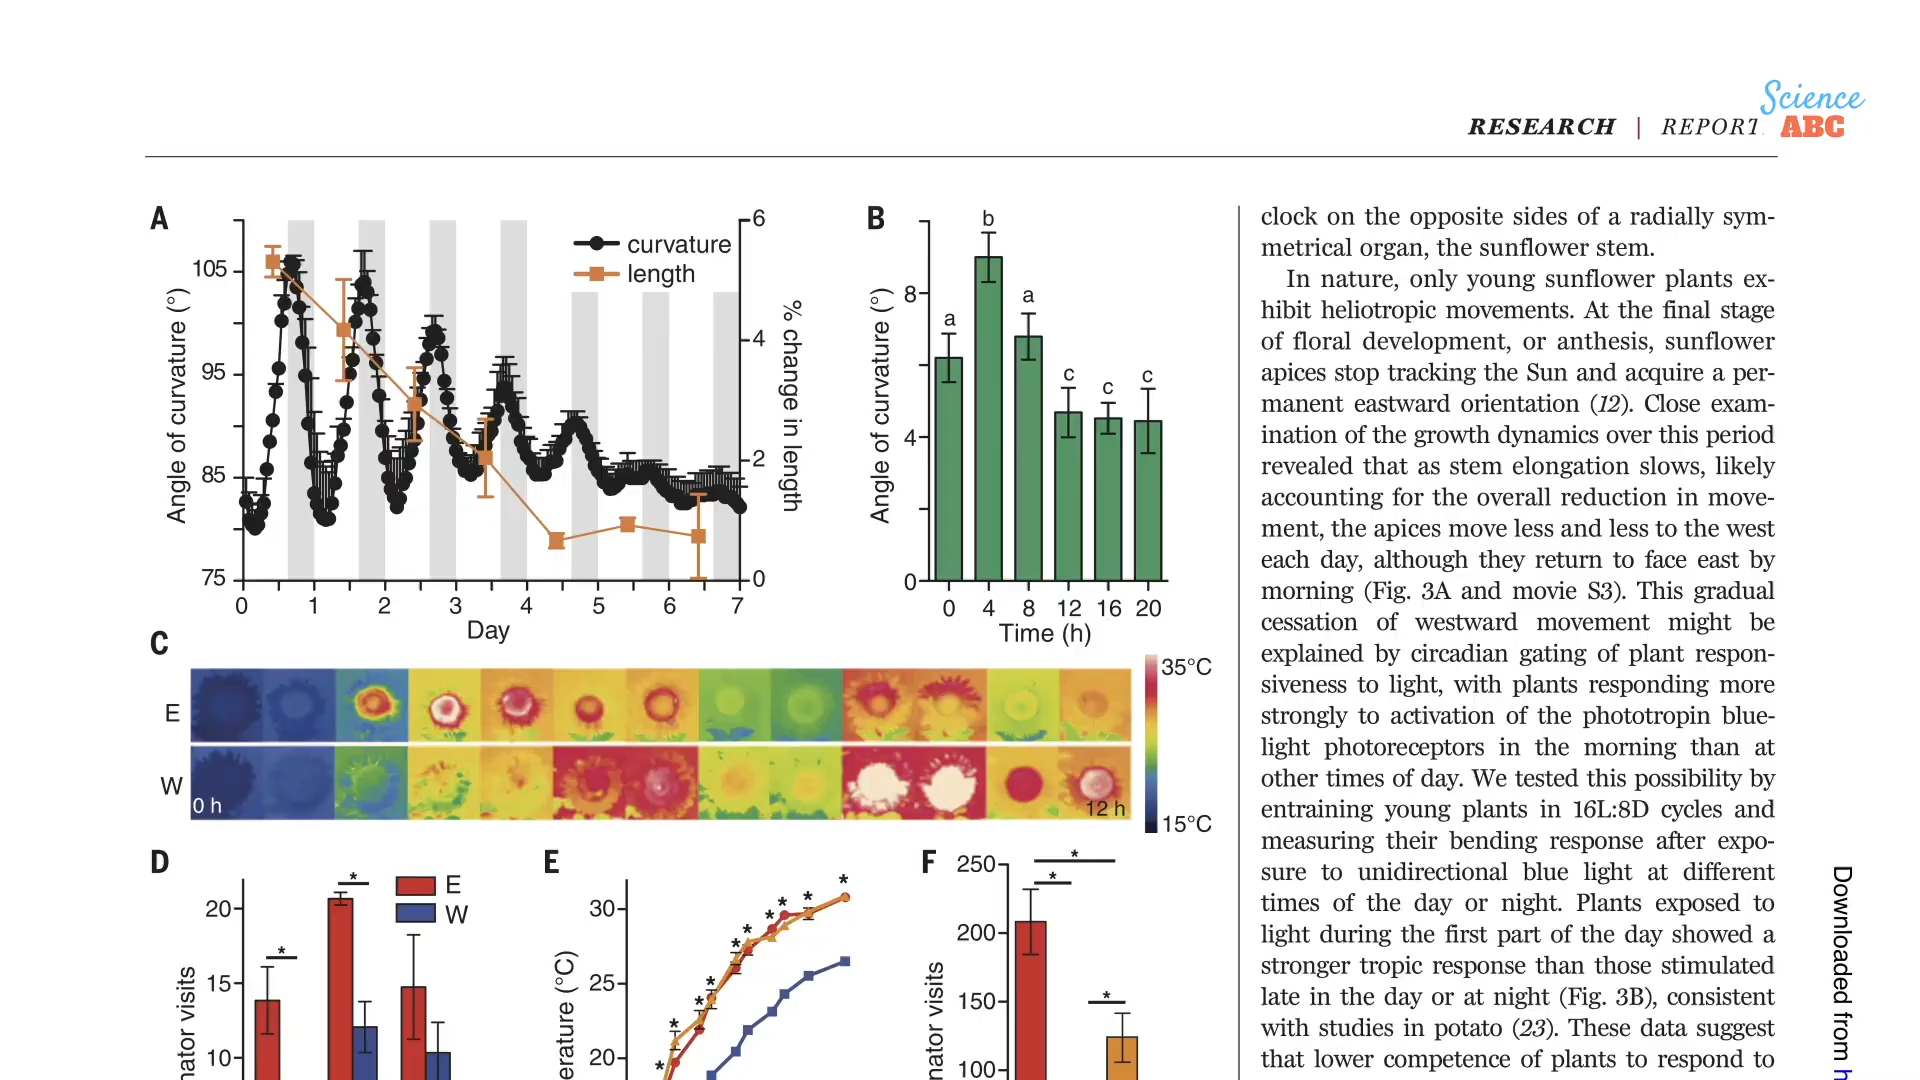 Science
ABC
RESEARCH | REPORT
A
curvature
length
Angle of curvature (°)
105
95
85
75
6
4
2
0
% change in length
0 1 2 3 4 5 6 7
Day
B
b
a
a
c
c
c
Angle of curvature (°)
8
4
0
0 4 8 12 16 20
Time (h)
C
E
W
0 h
12 h
35°C
15°C
D
E
W
20
15
10
nator visits
*
*
E
30
25
20
erature (°C)
* * * * * * * * *
F
250
200
150
100
nator visits
*
*
*
clock on the opposite sides of a radially sym-
metrical organ, the sunflower stem.
In nature, only young sunflower plants ex-
hibit heliotropic movements. At the final stage
of floral development, or anthesis, sunflower
apices stop tracking the Sun and acquire a per-
manent eastward orientation (12). Close exam-
ination of the growth dynamics over this period
revealed that as stem elongation slows, likely
accounting for the overall reduction in move-
ment, the apices move less and less to the west
each day, although they return to face east by
morning (Fig. 3A and movie S3). This gradual
cessation of westward movement might be
explained by circadian gating of plant respon-
siveness to light, with plants responding more
strongly to activation of the phototropin blue-
light photoreceptors in the morning than at
other times of day. We tested this possibility by
entraining young plants in 16L:8D cycles and
measuring their bending response after expo-
sure to unidirectional blue light at different
times of the day or night. Plants exposed to
light during the first part of the day showed a
stronger tropic response than those stimulated
late in the day or at night (Fig. 3B), consistent
with studies in potato (23). These data suggest
that lower competence of plants to respond to
Downloaded from h